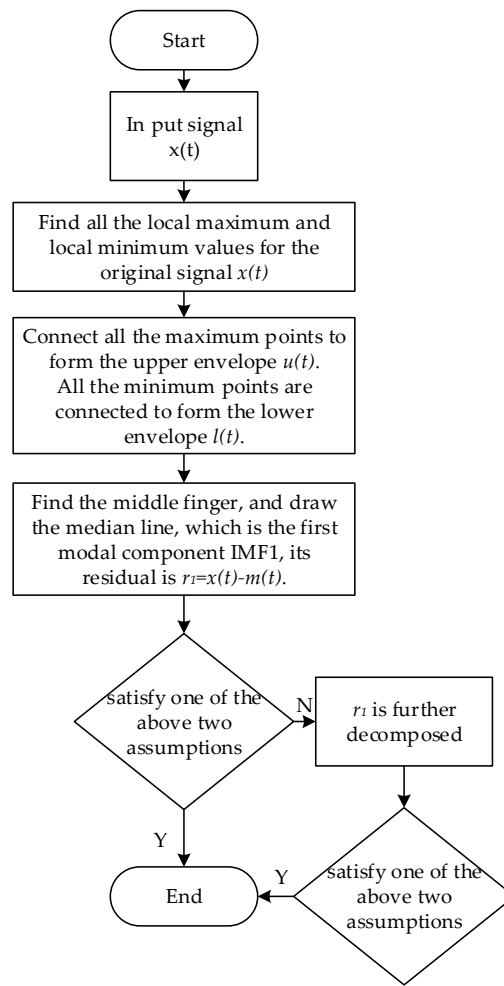 Start
In put signal
x(t)
Find all the local maximum and
local minimum values for the
original signal x(t)
Connect all the maximum points to
form the upper envelope u(t).
All the minimum points are
connected to form the lower
envelope l(t).
Find the middle finger, and draw
the median line, which is the first
modal component IMF1, its
residual is r₁=x(t)-m(t).
satisfy one of the
above two
assumptions
N
r₁ is further
decomposed
Y
End
Y
satisfy one of the
above two
assumptions